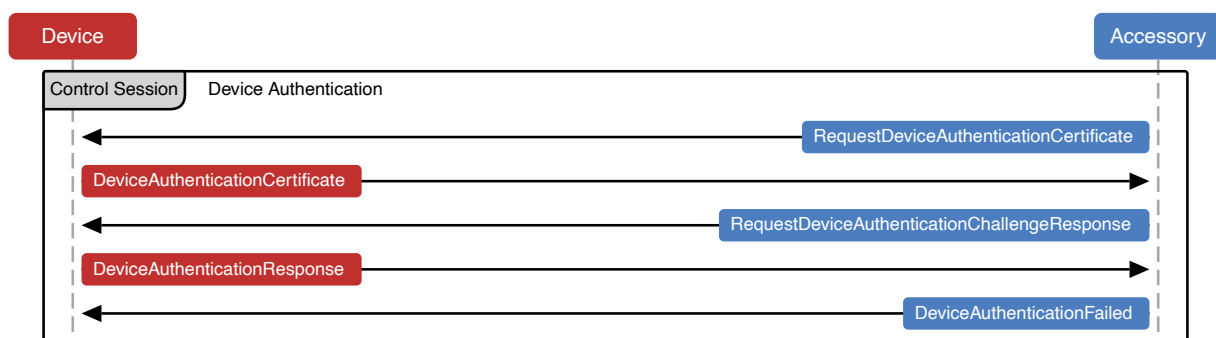 Device
Accessory
Control Session
Device Authentication
RequestDeviceAuthenticationCertificate
DeviceAuthenticationCertificate
RequestDeviceAuthenticationChallengeResponse
DeviceAuthenticationResponse
DeviceAuthenticationFailed